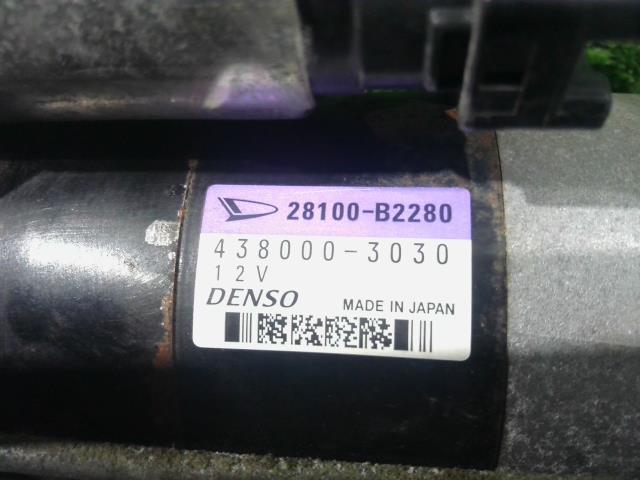 28100-B2280
438000-3030
12V
DENSO MADE IN JAPAN